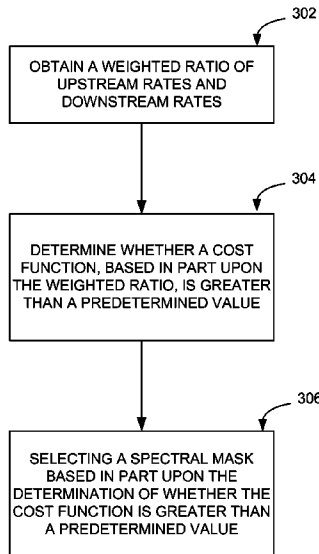 302
OBTAIN A WEIGHTED RATIO OF
UPSTREAM RATES AND
DOWNSTREAM RATES
304
DETERMINE WHETHER A COST
FUNCTION, BASED IN PART UPON
THE WEIGHTED RATIO, IS GREATER
THAN A PREDETERMINED VALUE
306
SELECTING A SPECTRAL MASK
BASED IN PART UPON THE
DETERMINATION OF WHETHER THE
COST FUNCTION IS GREATER THAN
A PREDETERMINED VALUE